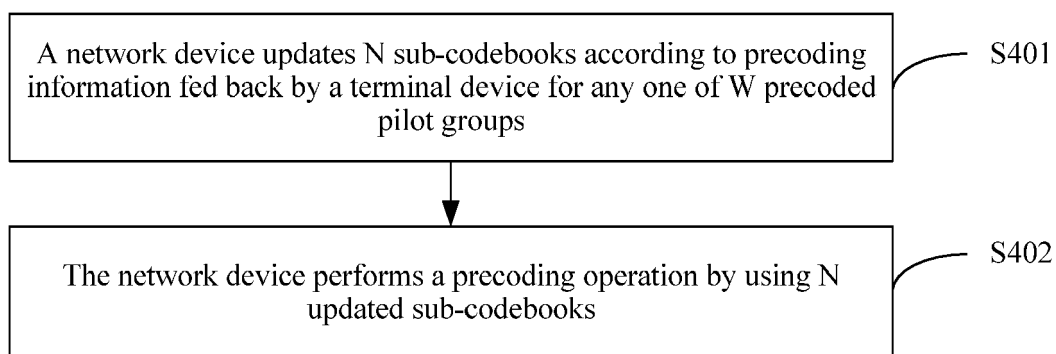 A network device updates N sub-codebooks according to precoding
information fed back by a terminal device for any one of W precoded
pilot groups
S401
The network device performs a precoding operation by using N
updated sub-codebooks
S402